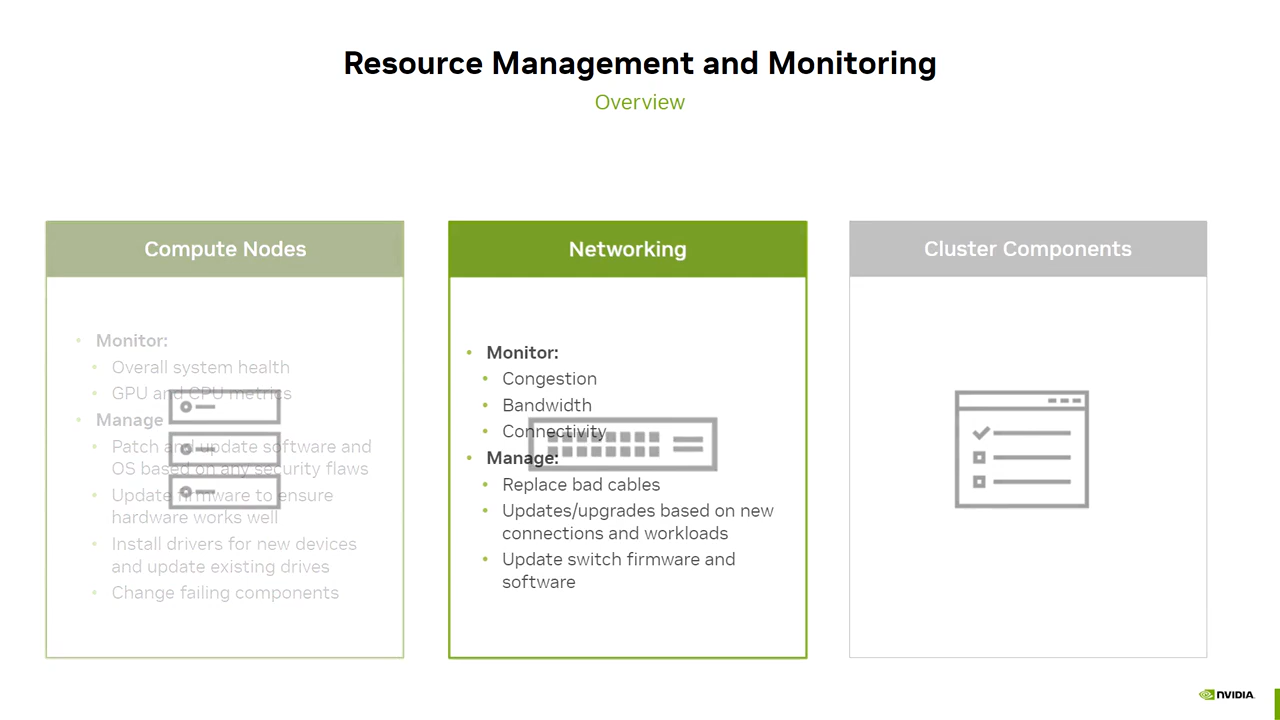 Resource Management and Monitoring
Overview
Compute Nodes
• Monitor:
• Overall system health
• GPU and CPU metrics
• Manage
• Patch and update software and
OS based on any security flaws
• Update firmware to ensure
hardware works well
• Install drivers for new devices
and update existing drives
• Change failing components
Networking
• Monitor:
• Congestion
• Bandwidth
• Connectivity
• Manage:
• Replace bad cables
• Updates/upgrades based on new
connections and workloads
• Update switch firmware and
software
Cluster Components
NVIDIA.